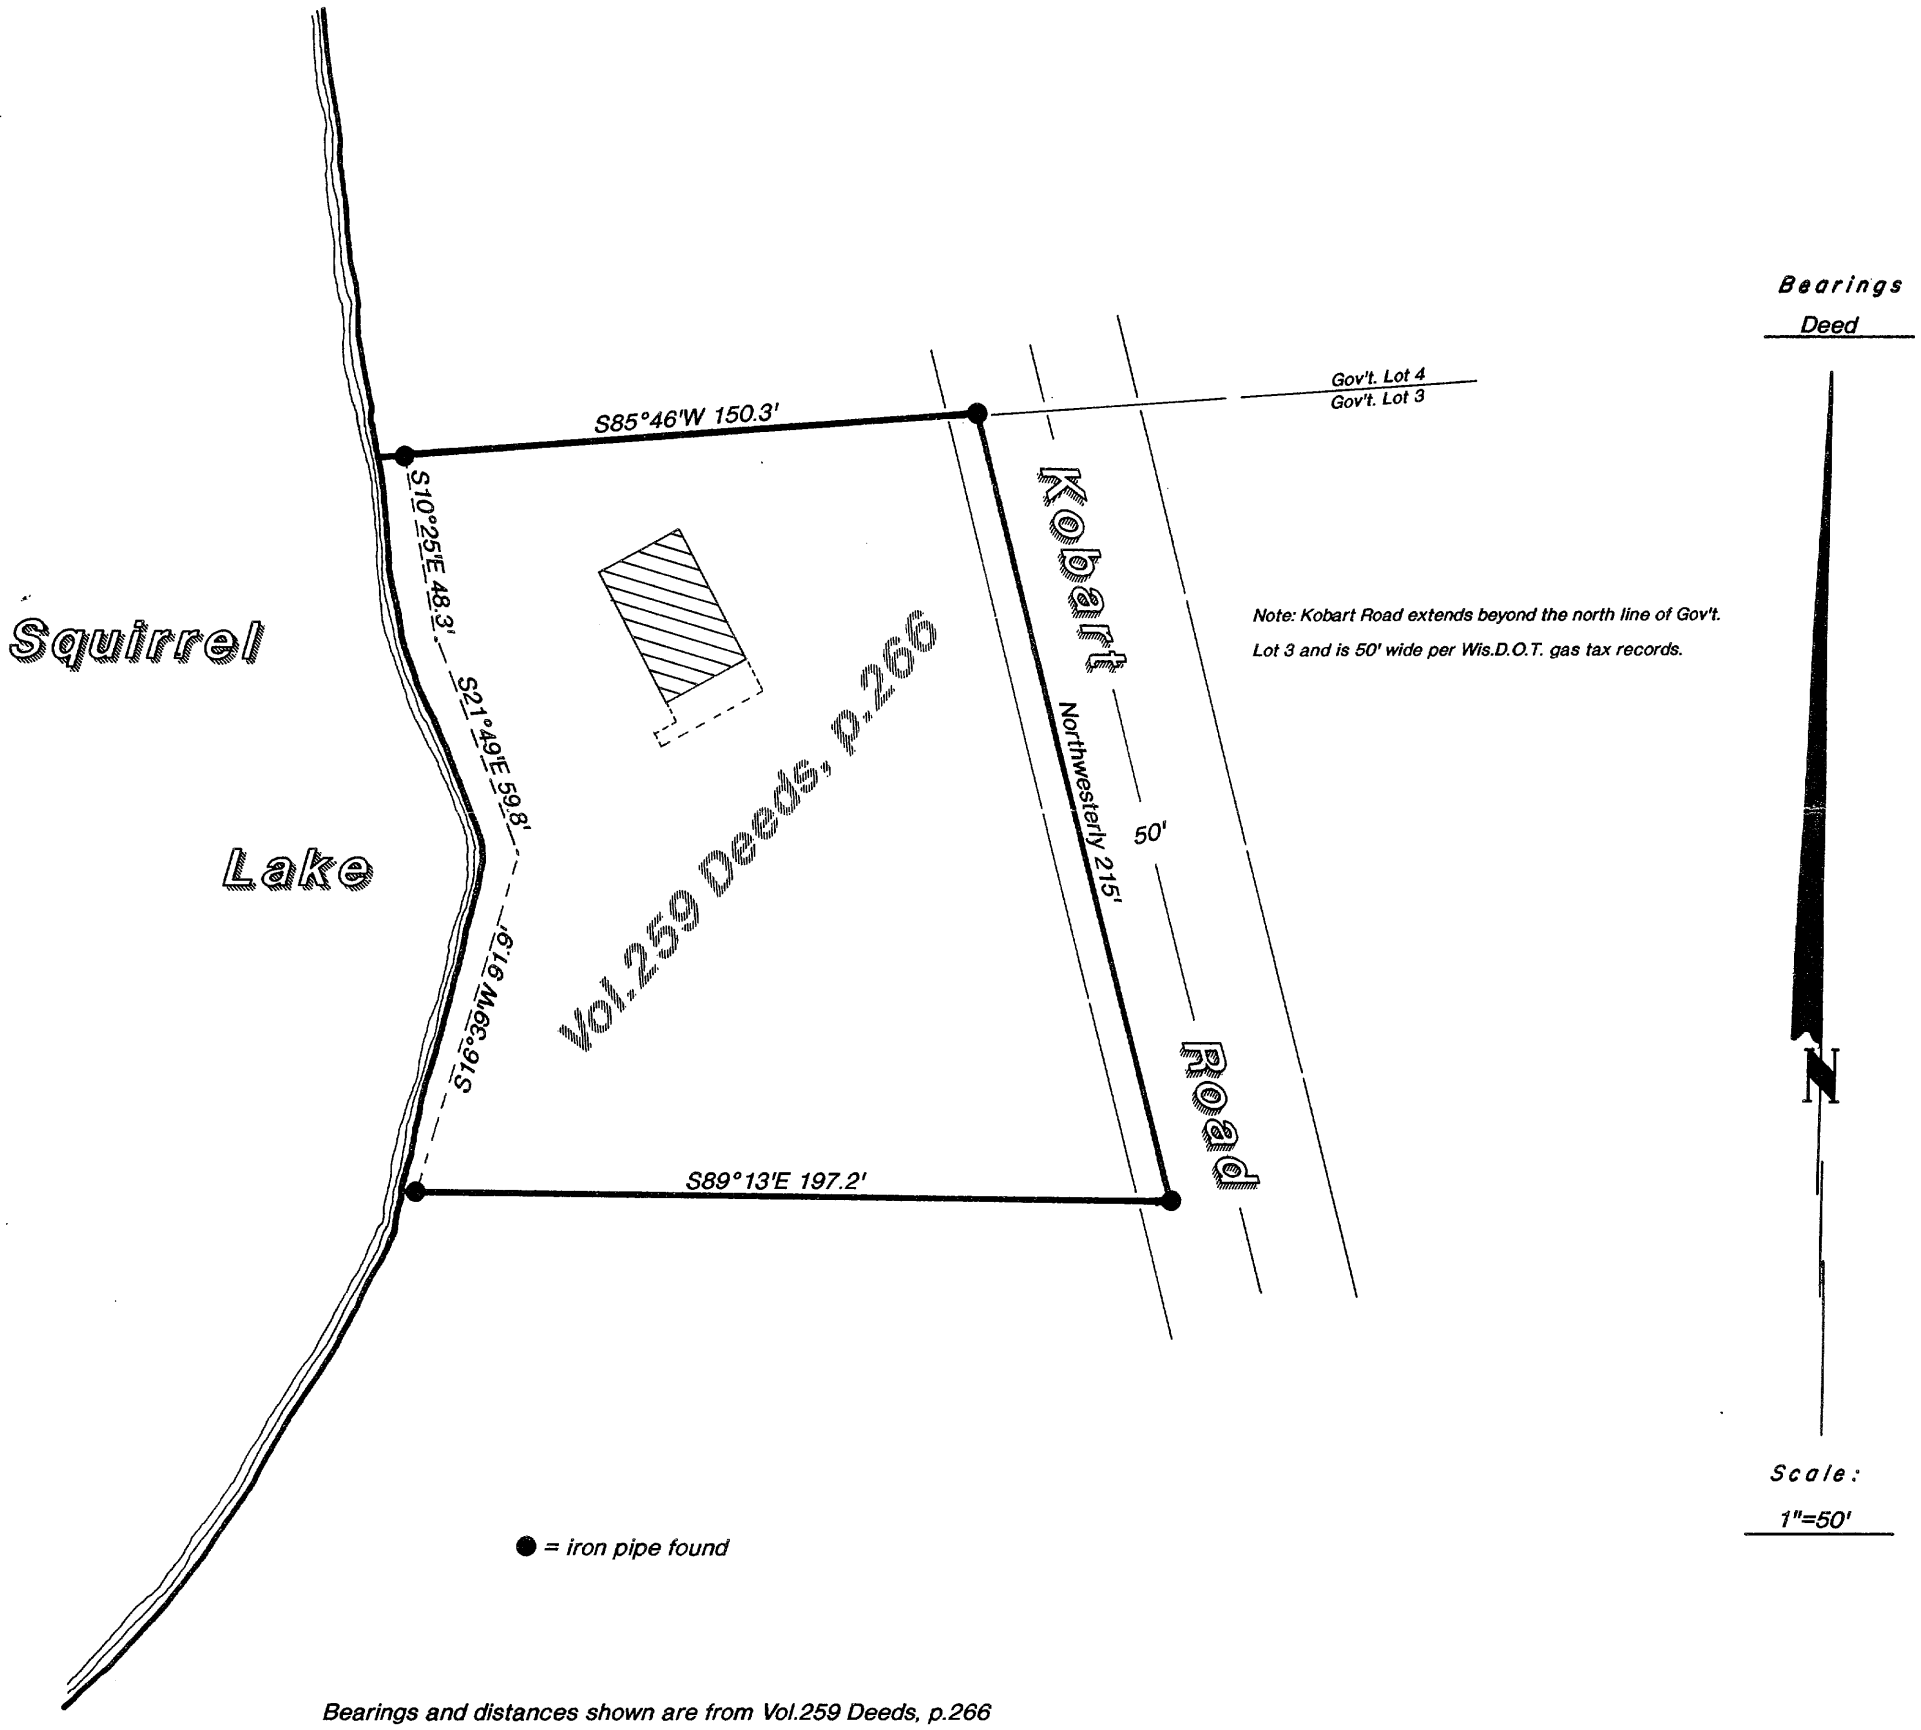 Bearings
Deed
Gov't. Lot 4
Gov't. Lot 3
S85°46'W 150.3'
S10°25'E 48.3'
Kobart
Squirrel
Note: Kobart Road extends beyond the north line of Gov't.
Lot 3 and is 50' wide per Wis.D.O.T. gas tax records.
S21°49'E 59.8'
Vol.259 Deeds, p.266
Northwesterly 215'
50'
Lake
S16°39'W 91.9'
N
Road
S89°13'E 197.2'
Scale:
1"=50'
= iron pipe found
Bearings and distances shown are from Vol.259 Deeds, p.266